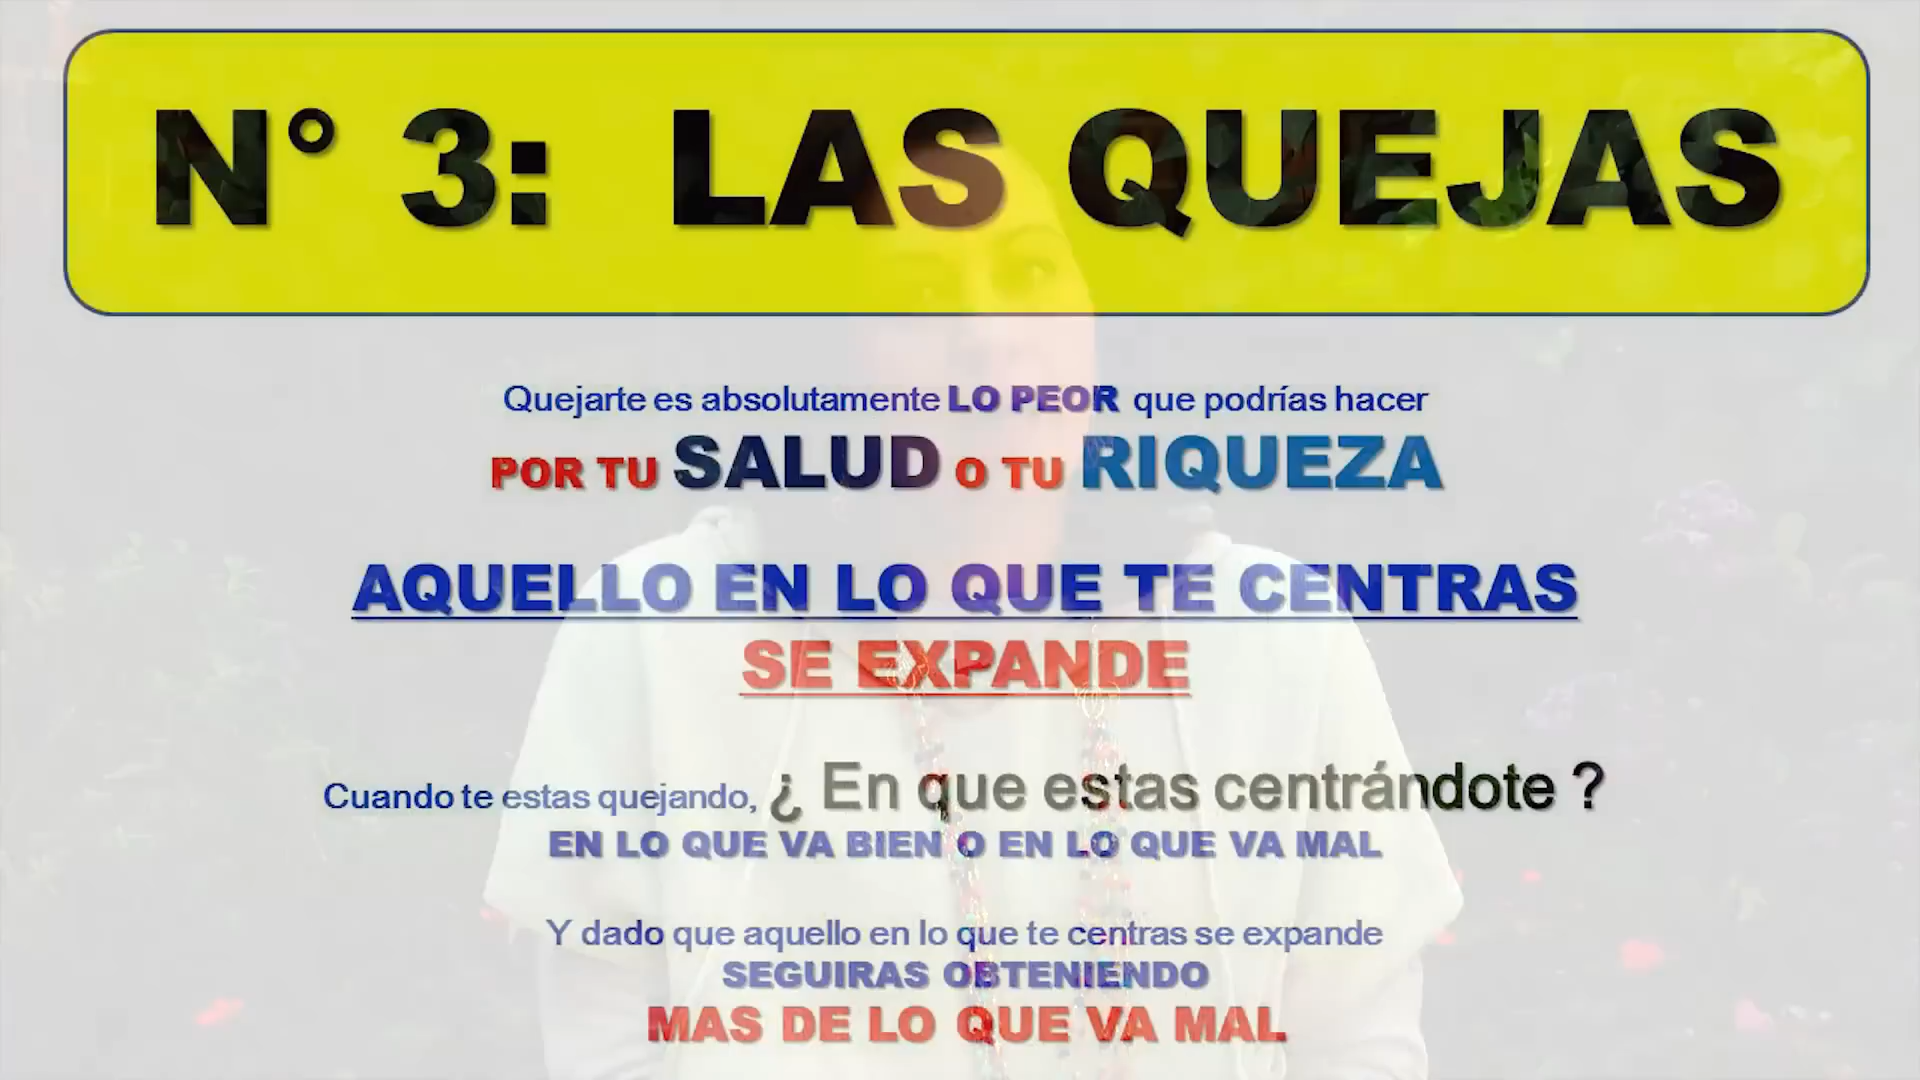 N° 3: LAS QUEJAS
Quejarte es absolutamente LO PEOR que podrías hacer
POR TU SALUD O TU RIQUEZA
AQUELLO EN LO QUE TE CENTRAS
SE EXPANDE
Cuando te estas quejando, ¿ En que estas centrándote ?
EN LO QUE VA BIEN O EN LO QUE VA MAL
Y dado que aquello en lo que te centras se expande
SEGUIRAS OBTENIENDO
MAS DE LO QUE VA MAL